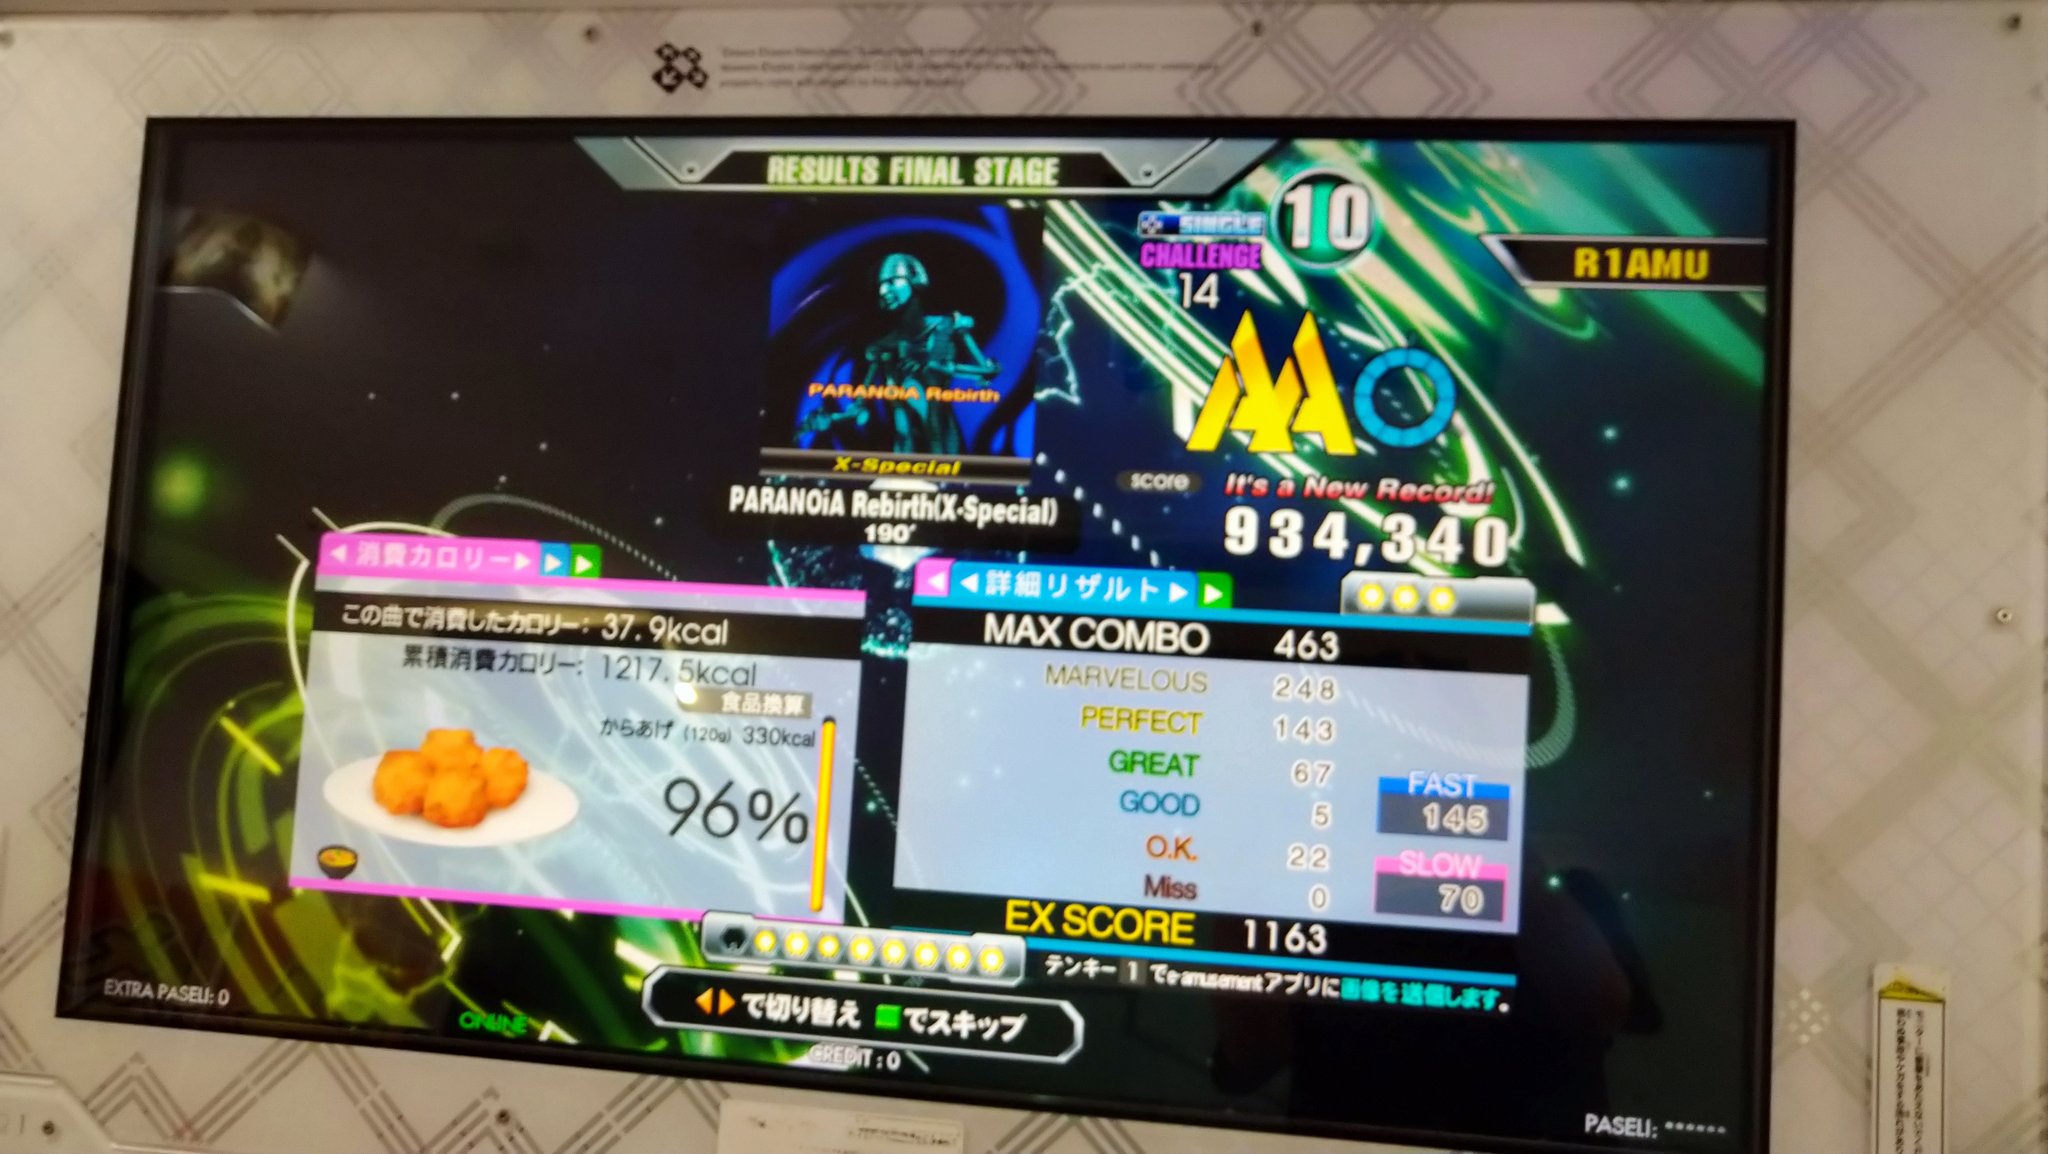 RESULTS FINAL STAGE
SINGLE
CHALLENGE
14
10
R1AMU
AAA
PARANOiA Rebirth
X-Special
PARANOiA Rebirth(X-Special)
190
score
It's a New Record!
934,340
消費カロリー
この曲で消費したカロリー: 37.9kcal
累積消費カロリー: 1217.5kcal
食品換算
からあげ (120g) 330kcal
96%
詳細リザルト
MAX COMBO 463
MARVELOUS 248
PERFECT 143
GREAT 67
GOOD 5
O.K. 22
Miss 0
FAST
145
SLOW
70
EX SCORE 1163
テンキー 1 でe-amusementアプリに画像を送信します。
で切り替え でスキップ
EXTRA PASELI: 0
ONLINE
CREDIT : 0
PASELI: ******